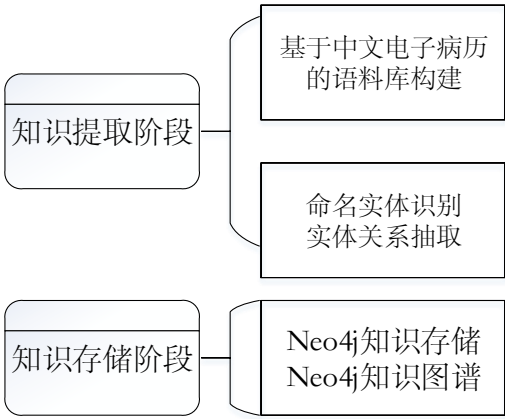 知识提取阶段
基于中文电子病历
的语料库构建
命名实体识别
实体关系抽取
知识存储阶段
Neo4j知识存储
Neo4j知识图谱